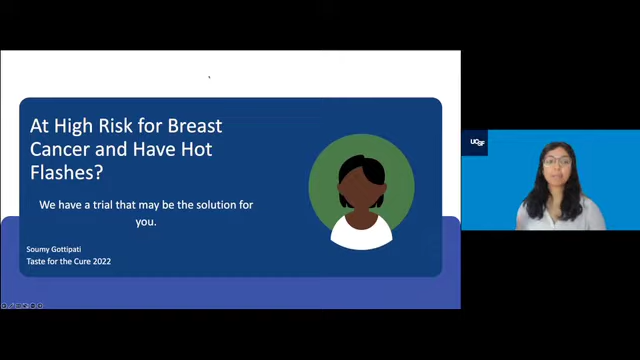 At High Risk for Breast
Cancer and Have Hot
Flashes?
We have a trial that may be the solution for
you.
Soumy Gottipati
Taste for the Cure 2022
UCSF